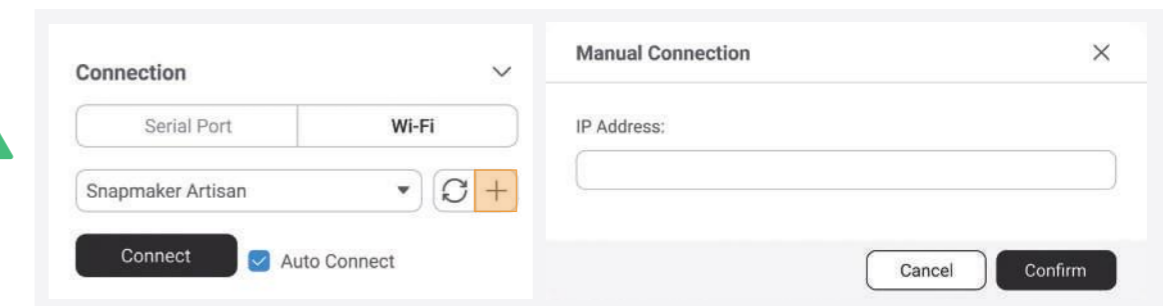 Connection
Serial Port Wi-Fi
Snapmaker Artisan
Connect Auto Connect
Manual Connection
IP Address:
Cancel Confirm